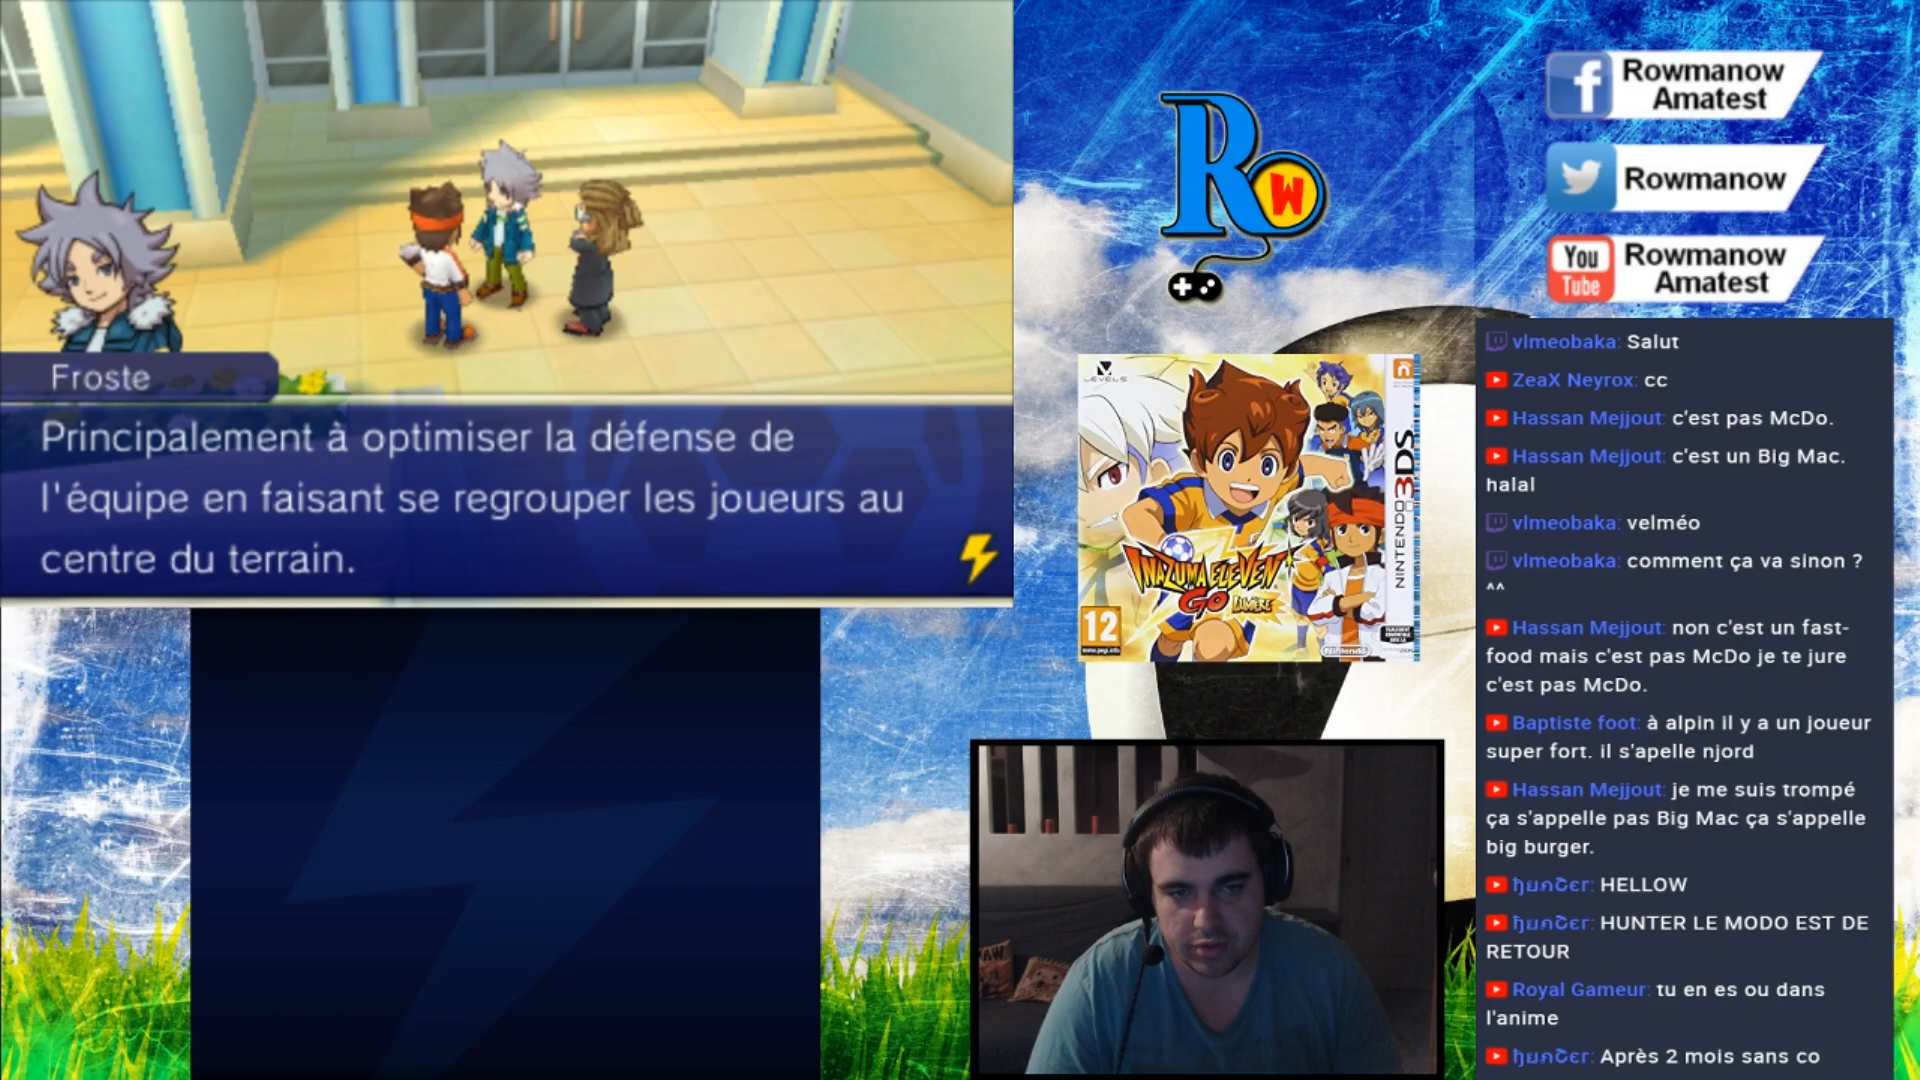 Froste
Principalement à optimiser la défense de
l'équipe en faisant se regrouper les joueurs au
centre du terrain.
Row
Rowmanow
Amatest
Rowmanow
You
Tube
Rowmanow
Amatest
LEVEL5
INAZUMA ELEVEN
GO LUMIÈRE
12
www.pegi.info
Nintendo
NINTENDO 3DS
vlmeobaka: Salut
ZeaX Neyrox: cc
Hassan Mejjout: c'est pas McDo.
Hassan Mejjout: c'est un Big Mac.
halal
vlmeobaka: velméo
vlmeobaka: comment ça va sinon ?
^^
Hassan Mejjout: non c'est un fast-
food mais c'est pas McDo je te jure
c'est pas McDo.
Baptiste foot: à alpin il y a un joueur
super fort. il s'apelle njord
Hassan Mejjout: je me suis trompé
ça s'appelle pas Big Mac ça s'appelle
big burger.
HELLOW
HUNTER LE MODO EST DE
RETOUR
Royal Gameur: tu en es ou dans
l'anime
Après 2 mois sans co